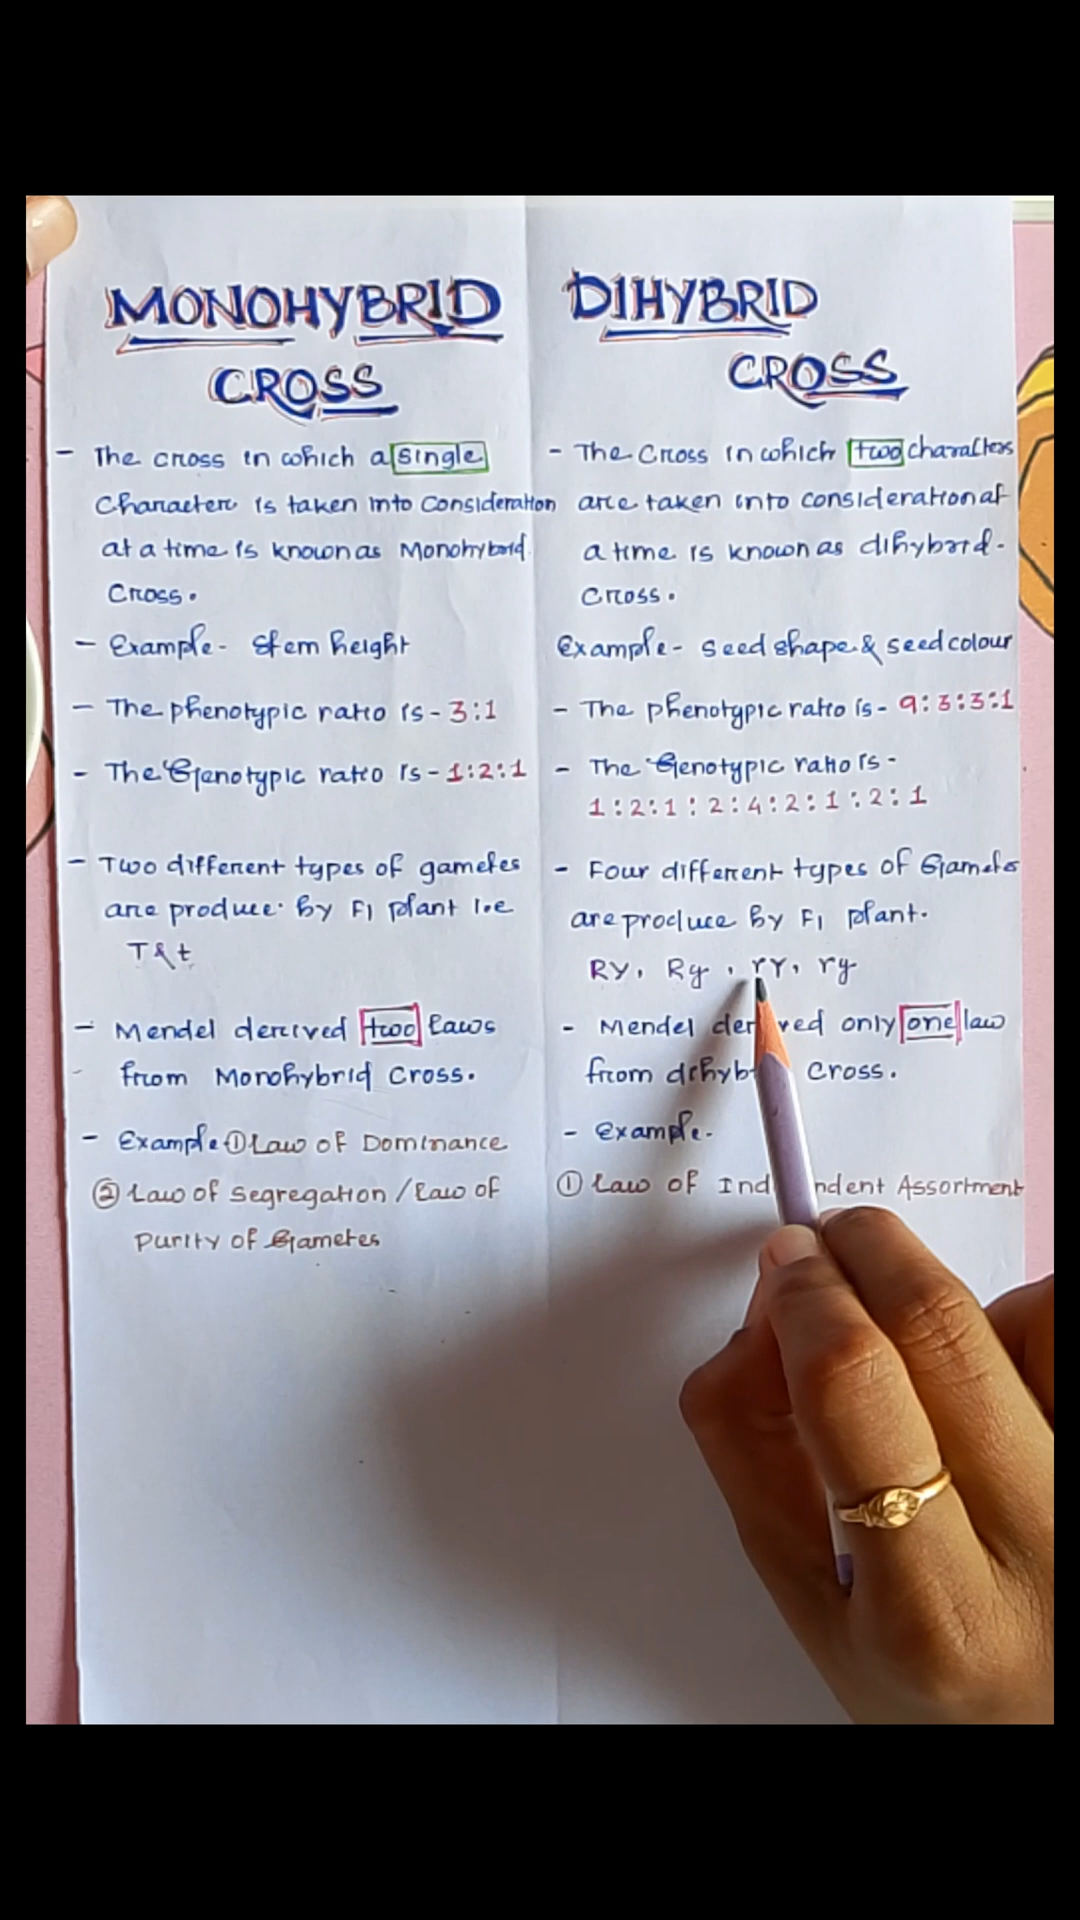 MONOHYBRID
CROSS
- The cross in which a single
Character is taken into Consideration
at a time is known as Monohybrid
Cross.
- Example - Stem height
- The phenotypic ratio is - 3:1
- The Genotypic ratio is - 1:2:1
- Two different types of gametes
are produce by F1 plant i.e
T & t
- Mendel derived two laws
from Monohybrid Cross.
- Example ① Law of Dominance
② Law of Segregation / Law of
Purity of Gametes
DIHYBRID
CROSS
- The Cross in which two characters
are taken into consideration at
a time is known as dihybrid-
Cross.
Example - Seed shape & seed colour
- The phenotypic ratio is - 9:3:3:1
- The Genotypic ratio is -
1:2:1:2:4:2:1:2:1
- Four different types of Gametes
are produce by F1 plant.
RY, Ry, rY, ry
- Mendel der ved only one law
from dihyb Cross.
- Example-
① Law of Ind ndent Assortment